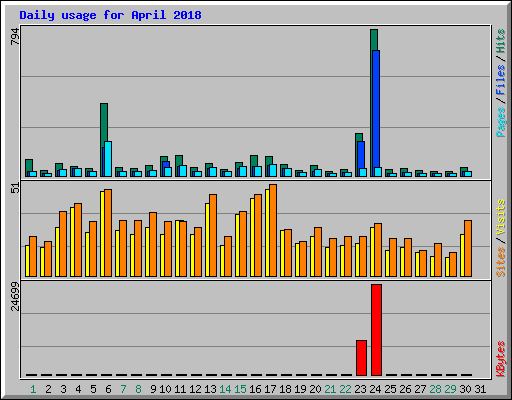 Daily usage for April 2018
794
Pages / Files / Hits
51
Sites / Visits
24699
KBytes
1 2 3 4 5 6 7 8 9 10 11 12 13 14 15 16 17 18 19 20 21 22 23 24 25 26 27 28 29 30 31